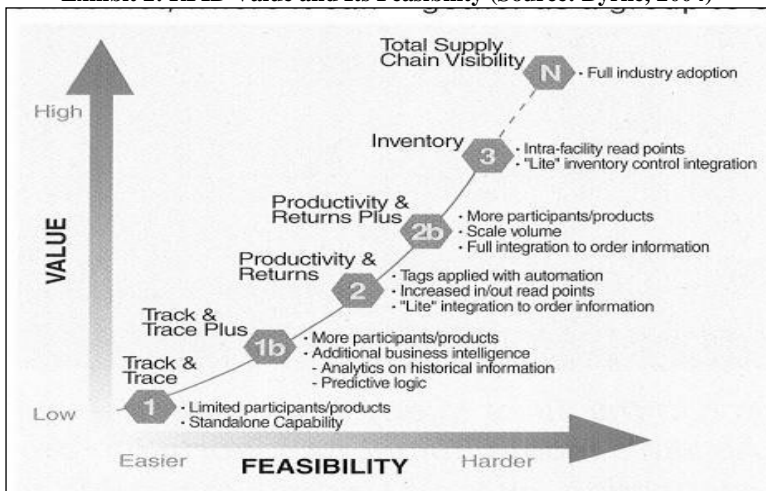 Total Supply
Chain Visibility
N
· Full industry adoption
High
Inventory
3
· Intra-facility read points
· "Lite" inventory control integration
Productivity &
Returns Plus
2b
· More participants/products
· Scale volume
· Full integration to order information
VALUE
Productivity &
Returns
2
· Tags applied with automation
· Increased in/out read points
· "Lite" integration to order information
Track &
Trace Plus
1b
· More participants/products
· Additional business intelligence
- Analytics on historical information
- Predictive logic
Track &
Trace
1
· Limited participants/products
· Standalone Capability
Low
Easier
FEASIBILITY
Harder